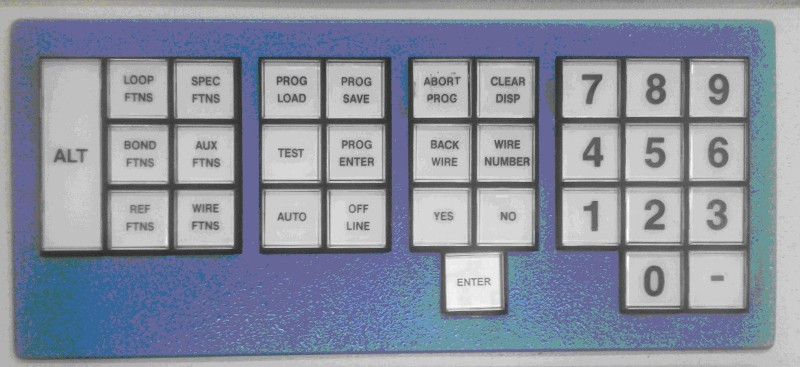 ALT
LOOP
FTNS
SPEC
FTNS
BOND
FTNS
AUX
FTNS
REF
FTNS
WIRE
FTNS
PROG
LOAD
PROG
SAVE
TEST
PROG
ENTER
AUTO
OFF
LINE
ABORT
PROG
CLEAR
DISP
BACK
WIRE
WIRE
NUMBER
YES
NO
ENTER
7 8 9
4 5 6
1 2 3
0 -